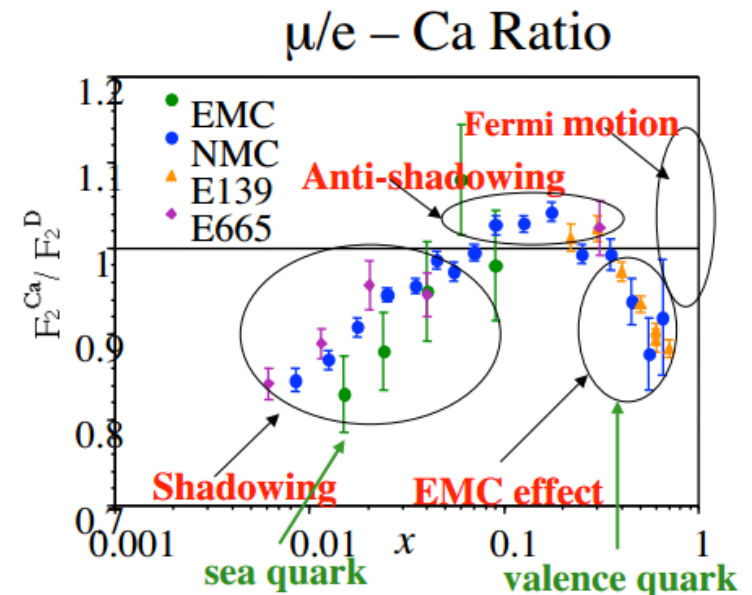 μ/e – Ca Ratio
1.2
EMC
NMC
E139
E665
Fermi motion
1.1
Anti-shadowing
1
F₂ᶜᵃ/ F₂ᴰ
0.9
0.8
Shadowing
EMC effect
0.7
0.001
0.01
x
0.1
1
sea quark
valence quark